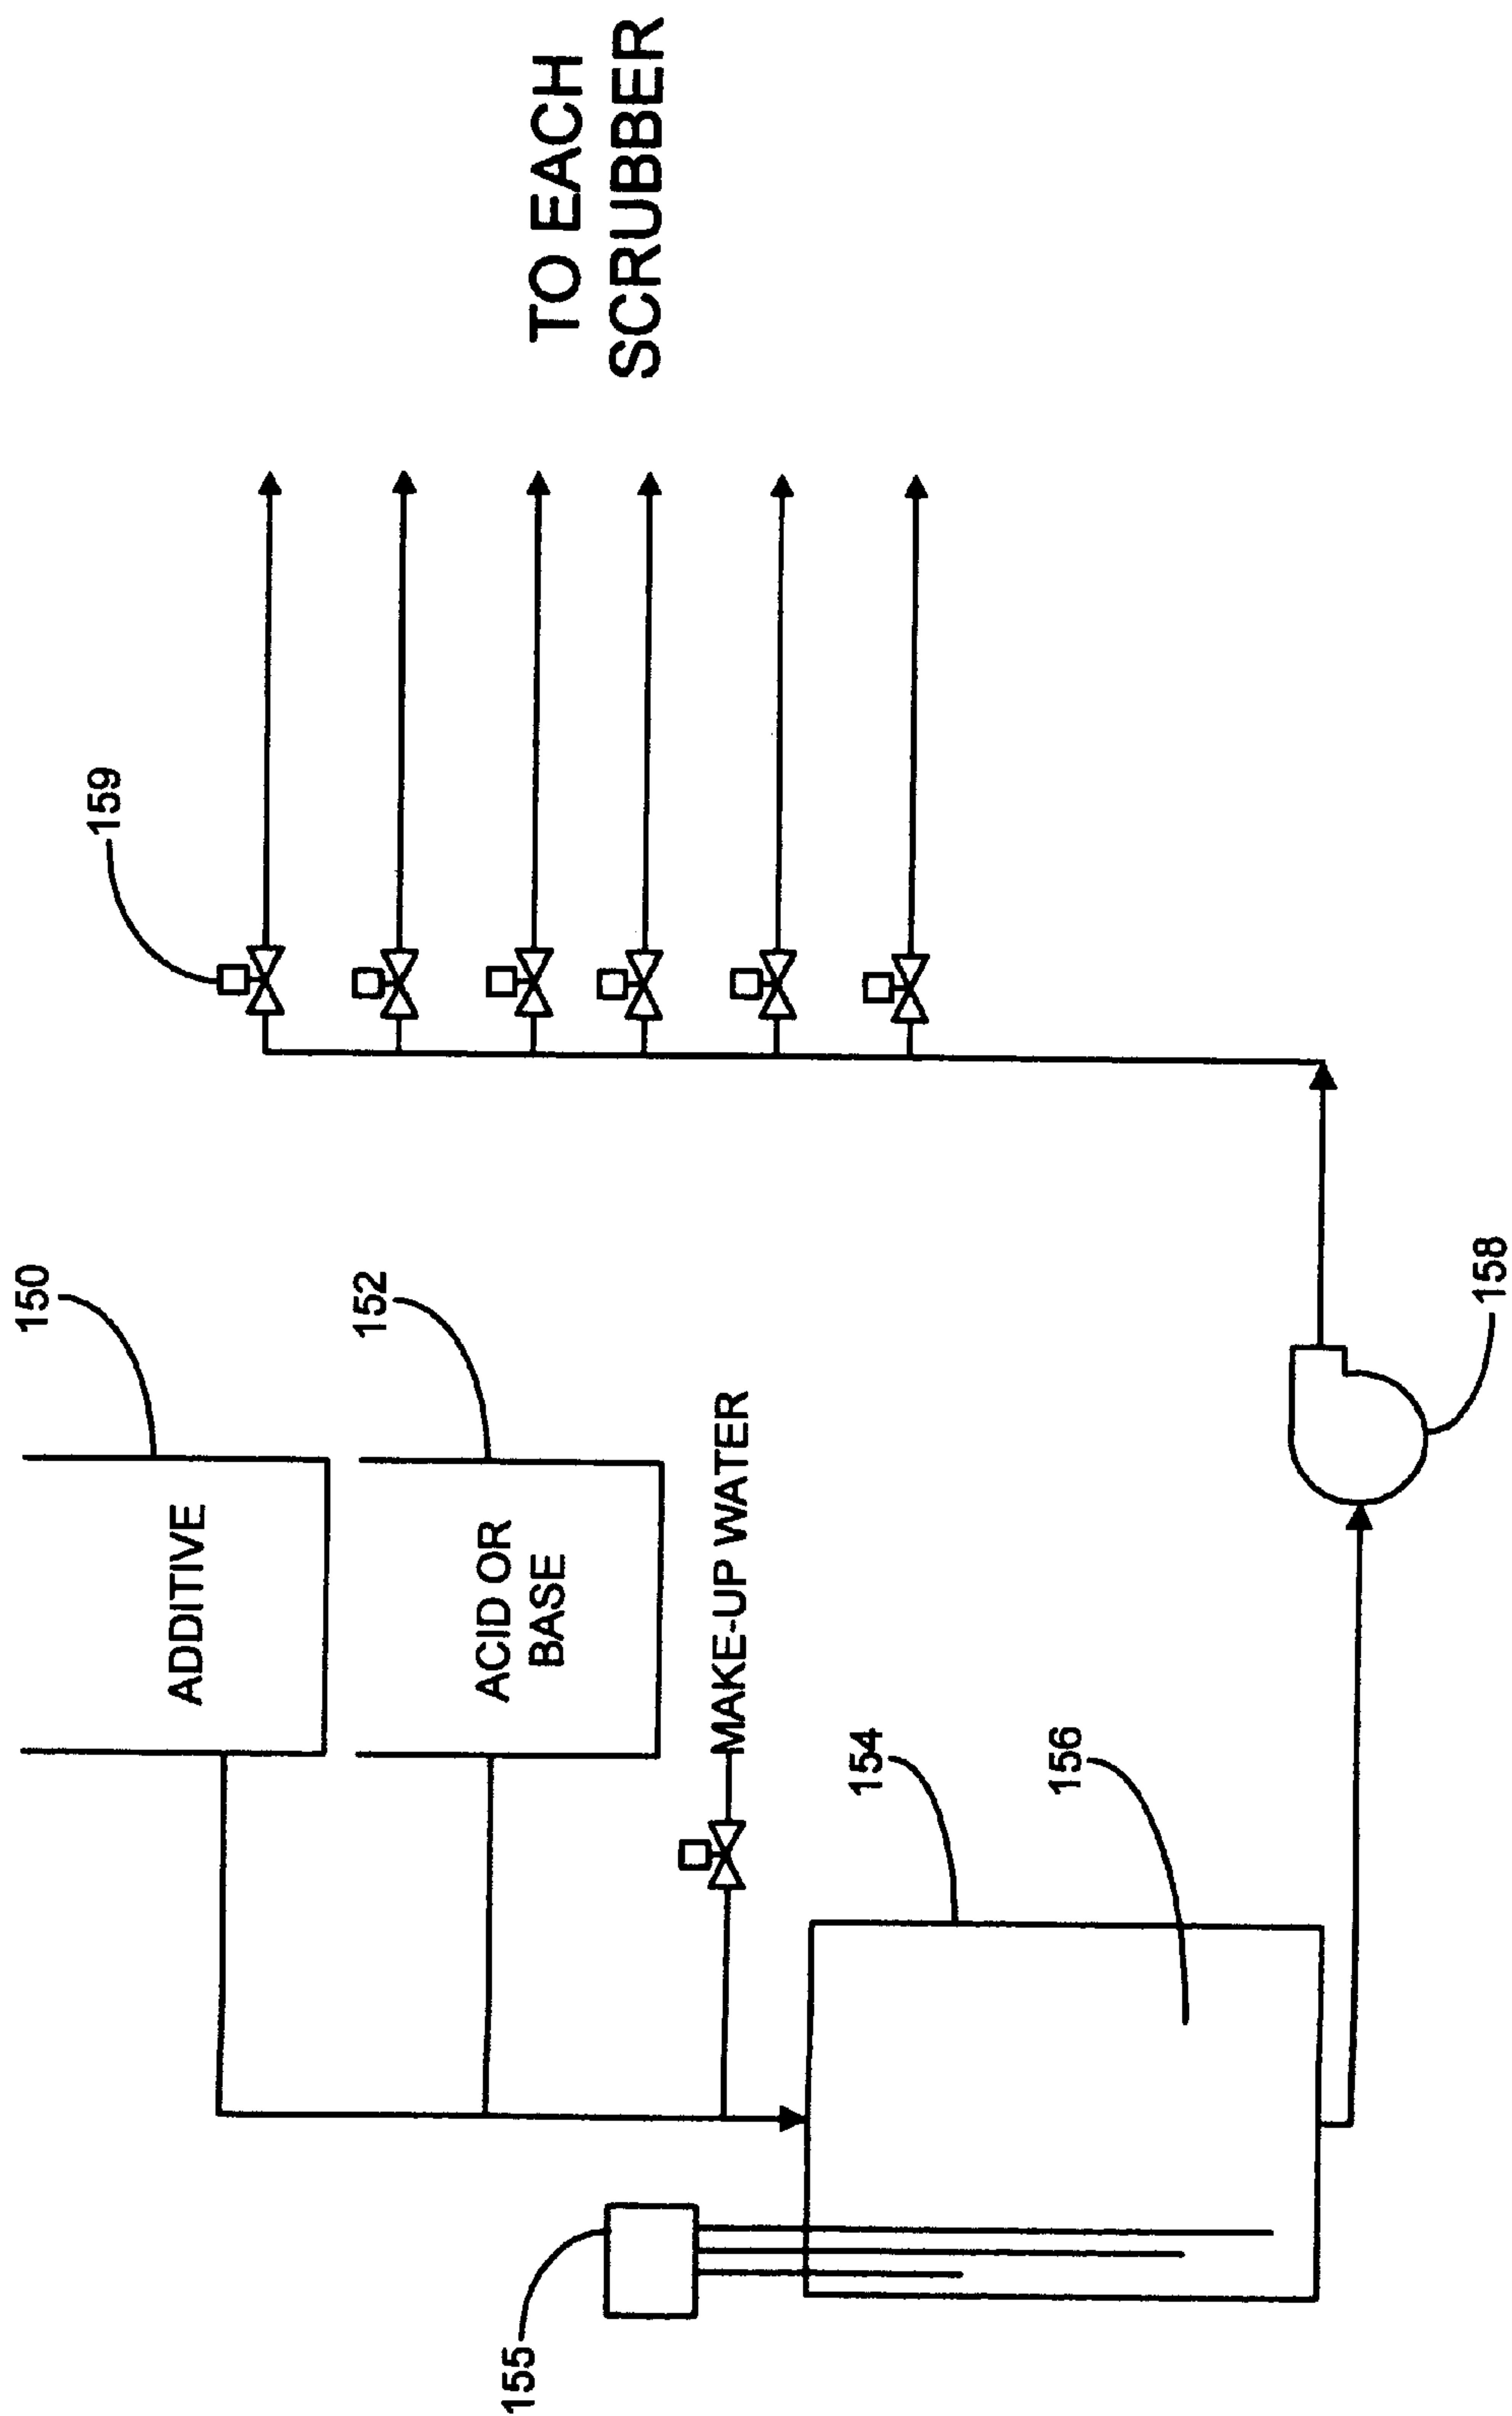 150
ADDITIVE
152
ACID OR
BASE
MAKE-UP WATER
155
154
156
158
159
TO EACH
SCRUBBER